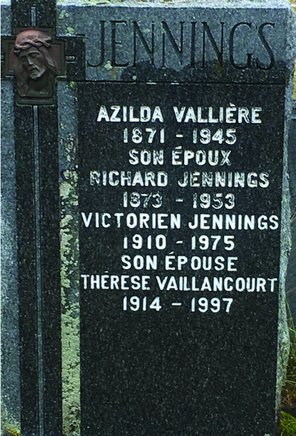 JENNINGS
AZILDA VALLIÈRE
1871 - 1945
SON ÉPOUX
RICHARD JENNINGS
1873 - 1953
VICTORIEN JENNINGS
1910 - 1975
SON ÉPOUSE
THÉRÈSE VAILLANCOURT
1914 - 1997